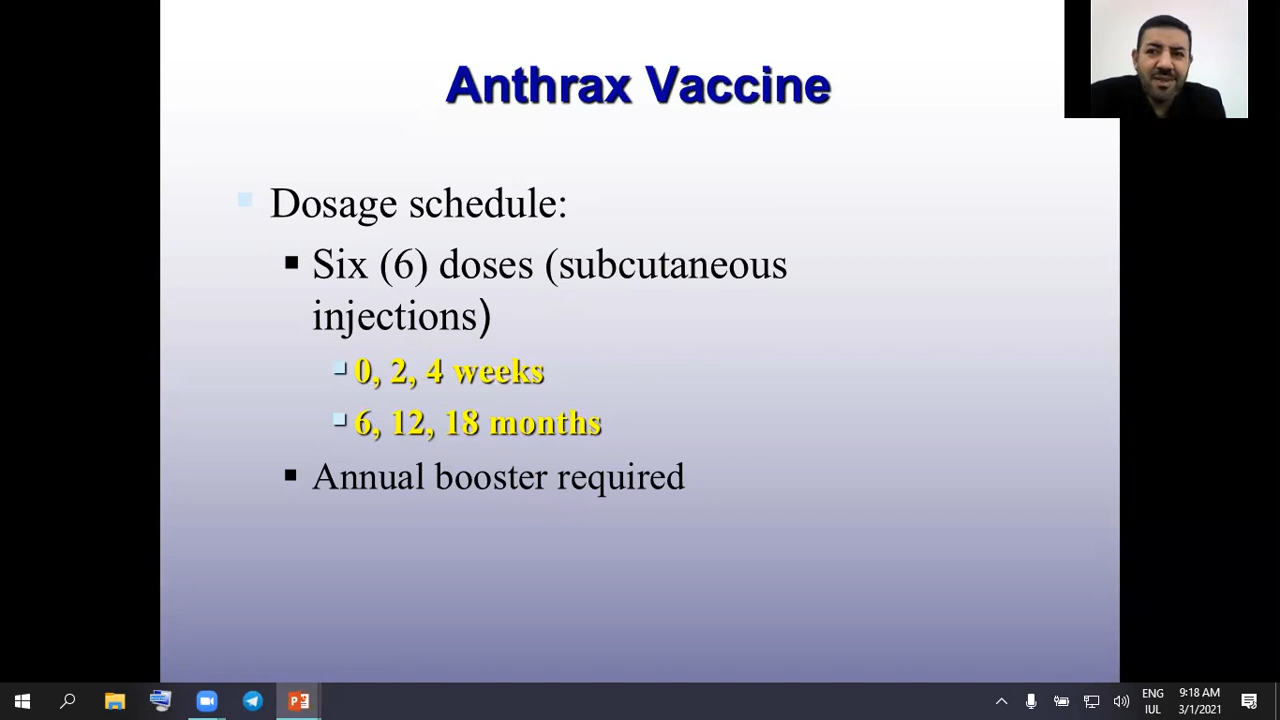 Anthrax Vaccine
Dosage schedule:
Six (6) doses (subcutaneous
injections)
0, 2, 4 weeks
6, 12, 18 months
Annual booster required
ENG
IUL
9:18 AM
3/1/2021